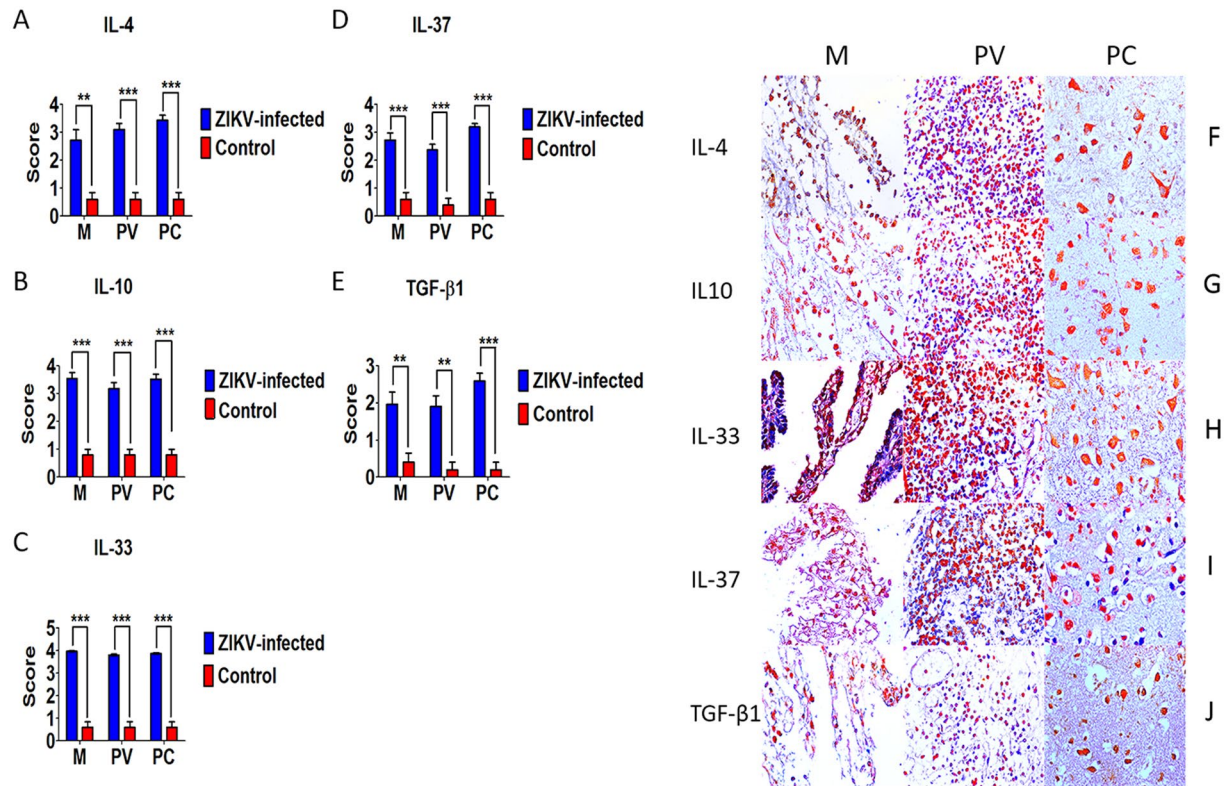 A
IL-4
** *** ***
4
3
2
1
0
Score
M PV PC
ZIKV-infected
Control
D
IL-37
*** *** ***
4
3
2
1
0
Score
M PV PC
ZIKV-infected
Control
B
IL-10
*** *** ***
4
3
2
1
0
Score
M PV PC
ZIKV-infected
Control
E
TGF-β1
** ** ***
3
2
1
0
Score
M PV PC
ZIKV-infected
Control
C
IL-33
*** *** ***
5
4
3
2
1
0
Score
M PV PC
ZIKV-infected
Control
M PV PC
IL-4 F
IL10 G
IL-33 H
IL-37 I
TGF-β1 J